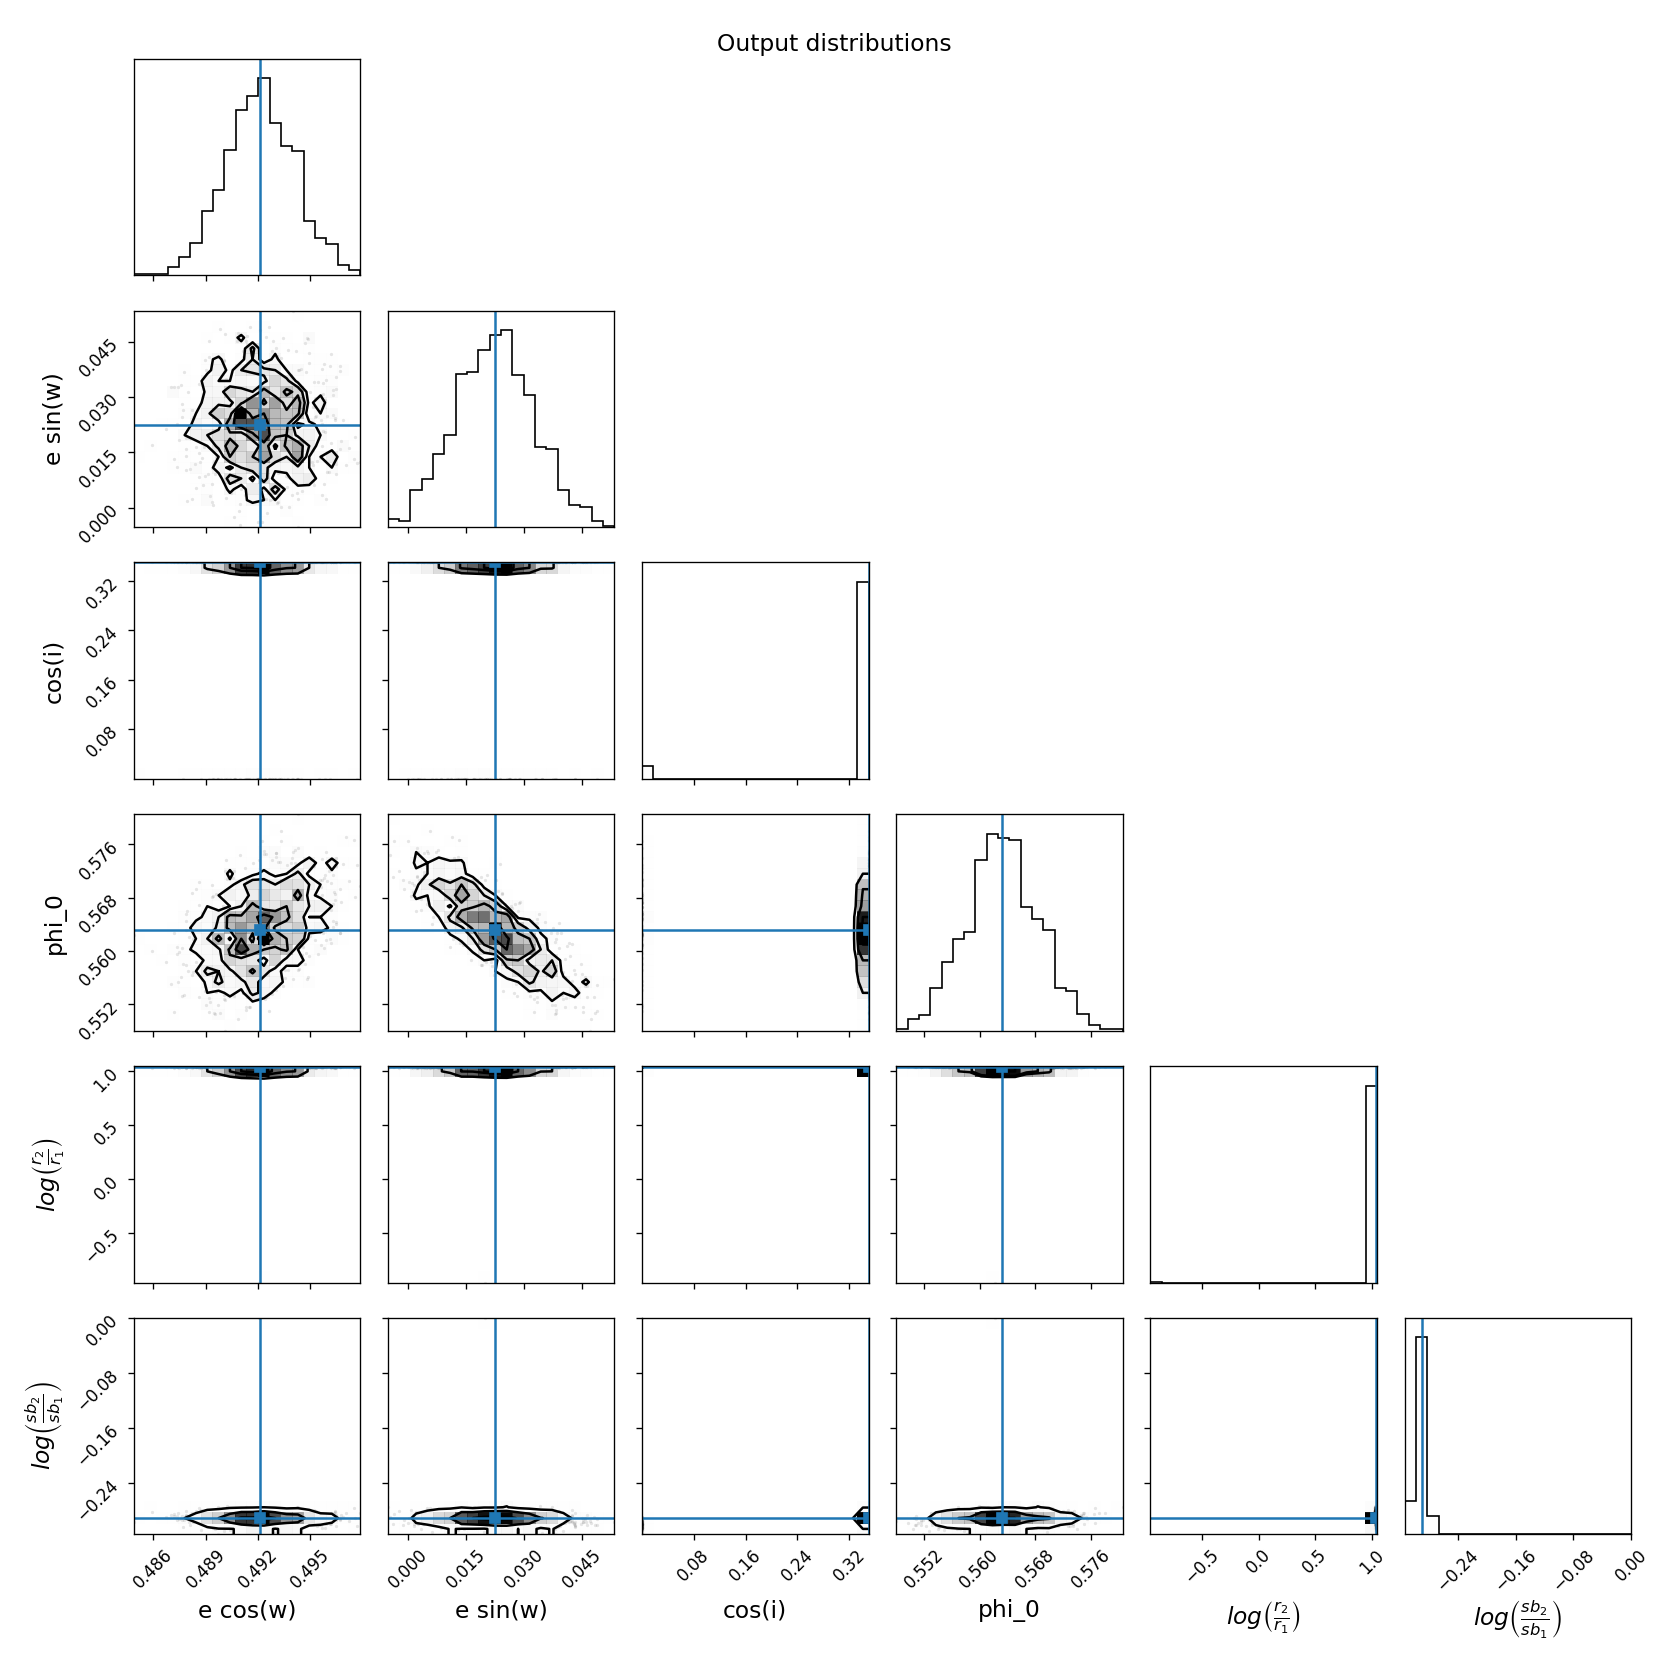 Output distributions
e sin(w)
0.045
0.030
0.015
0.000
cos(i)
0.32
0.24
0.16
0.08
phi_0
0.576
0.568
0.560
0.552
log(r₂/r₁)
1.0
0.5
0.0
−0.5
log(sb₂/sb₁)
0.00
−0.08
−0.16
−0.24
0.486 0.489 0.492 0.495 0.000 0.015 0.030 0.045 0.08 0.16 0.24 0.32 0.552 0.560 0.568 0.576 −0.5 0.0 0.5 1.0 −0.24 −0.16 −0.08 0.00
e cos(w) e sin(w) cos(i) phi_0 log(r₂/r₁) log(sb₂/sb₁)